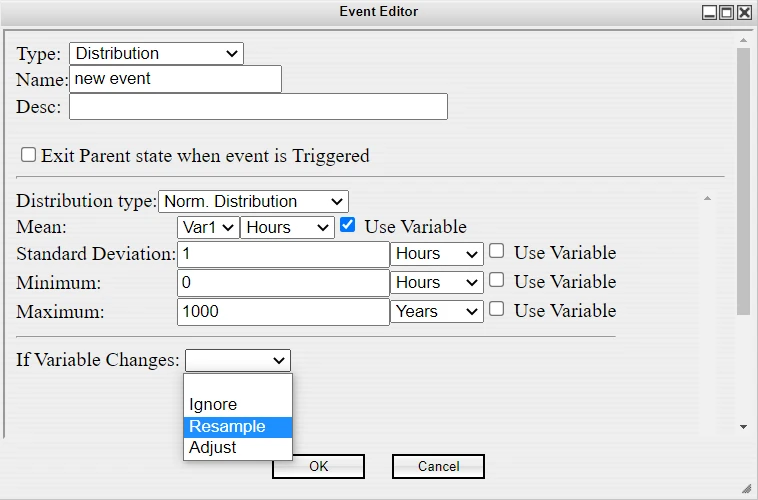 Event Editor
Type: Distribution
Name: new event
Desc:
Exit Parent state when event is Triggered
Distribution type: Norm. Distribution
Mean: Var1 Hours Use Variable
Standard Deviation: 1 Hours Use Variable
Minimum: 0 Hours Use Variable
Maximum: 1000 Years Use Variable
If Variable Changes:
Ignore
Resample
Adjust
OK Cancel